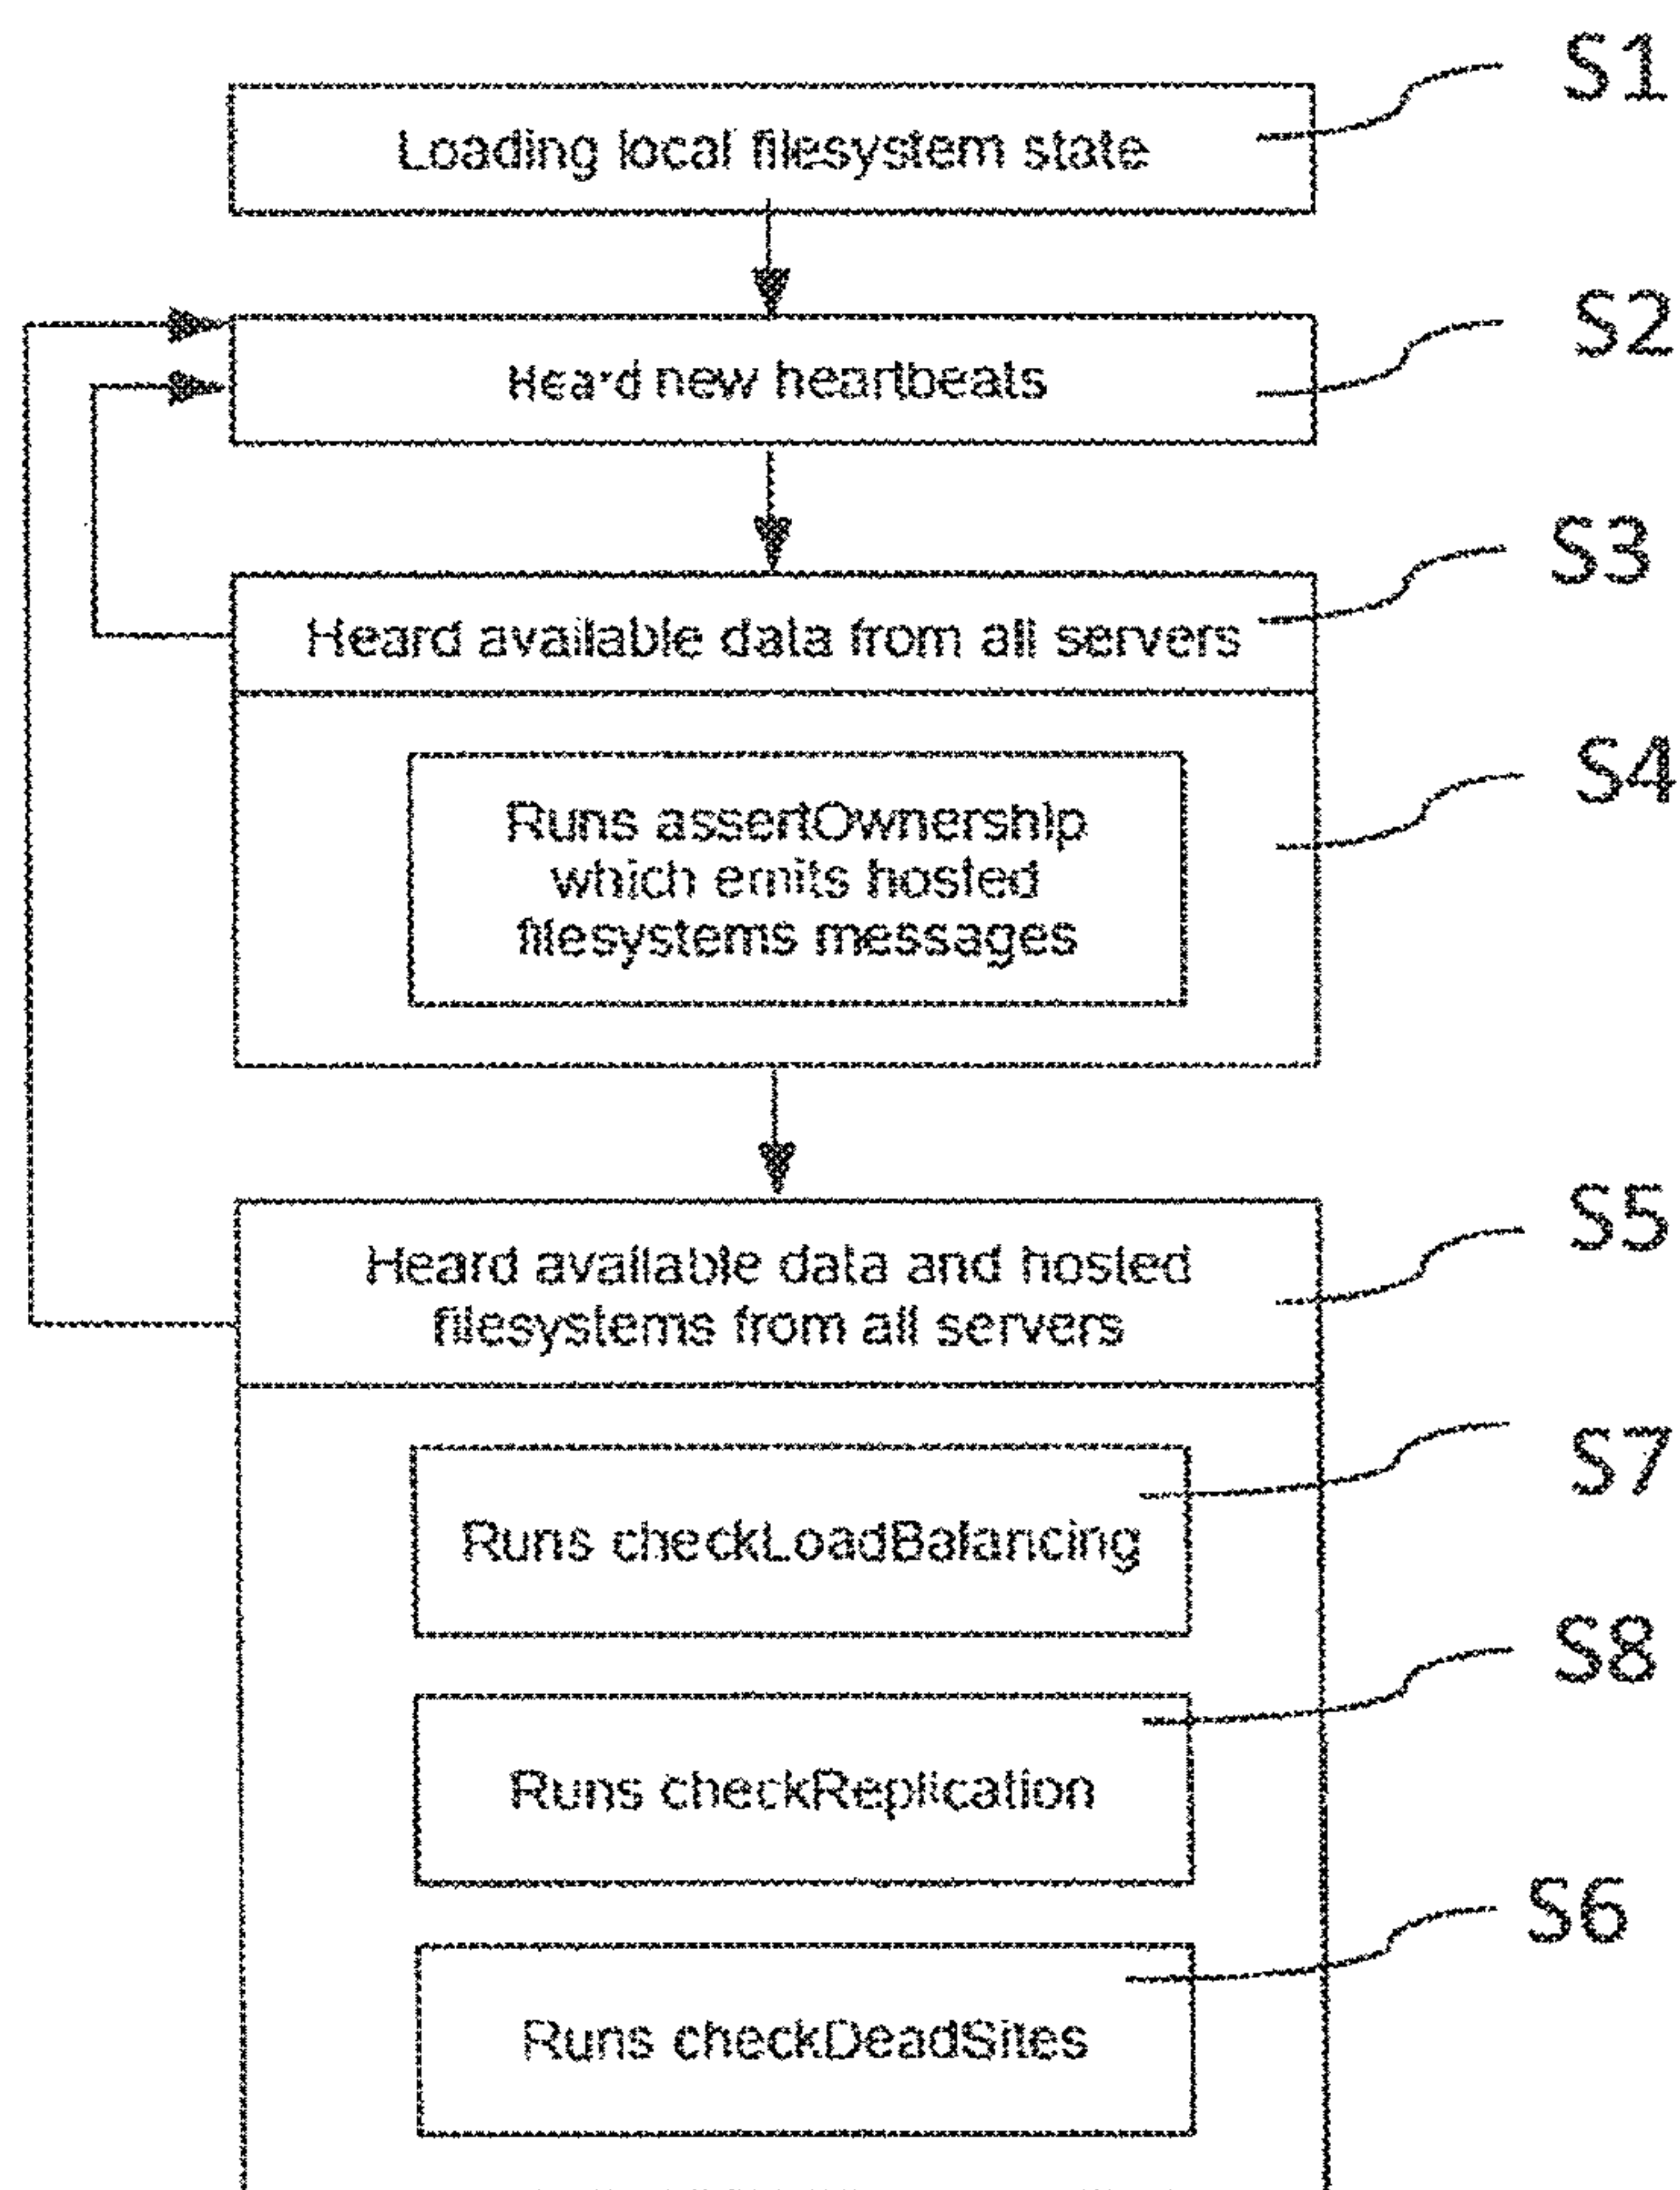 S1
Loading local filesystem state
S2
Heard new heartbeats
S3
Heard available data from all servers
S4
Runs assertOwnership
which emits hosted
filesystems messages
S5
Heard available data and hosted
filesystems from all servers
S7
Runs checkLoadBalancing
S8
Runs checkReplication
S6
Runs checkDeadSites